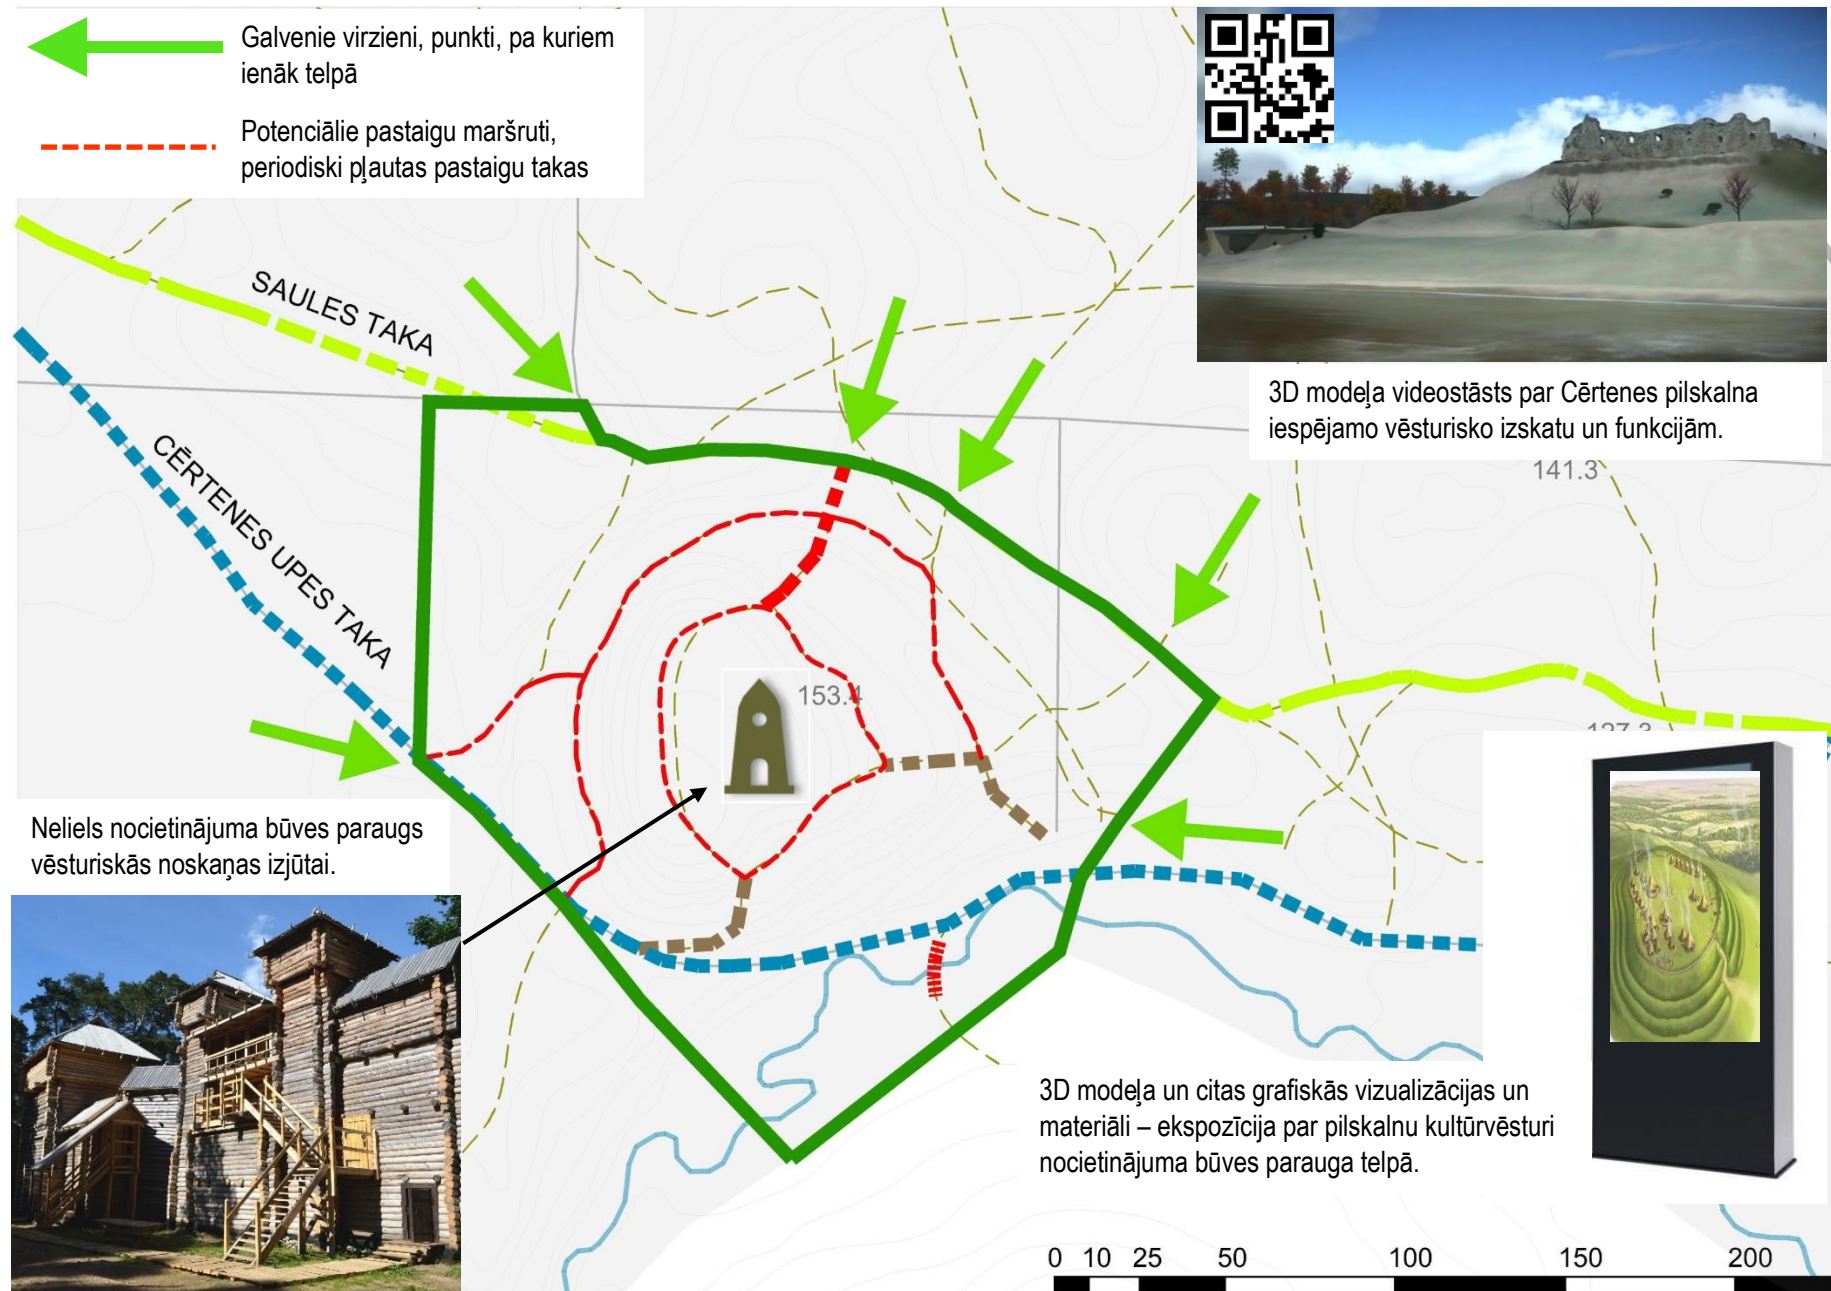 Galvenie virzieni, punkti, pa kuriem
ienāk telpā
Potenciālie pastaigu maršruti,
periodiski pļautas pastaigu takas
SAULES TAKA
CĒRTENES UPES TAKA
3D modeļa videostāsts par Cērtenes pilskalna
iespējamo vēsturisko izskatu un funkcijām.
141.3
153.4
Neliels nocietinājuma būves paraugs
vēsturiskās noskaņas izjūtai.
3D modeļa un citas grafiskās vizualizācijas un
materiāli – ekspozīcija par pilskalnu kultūrvēsturi
nocietinājuma būves parauga telpā.
0 10 25 50 100 150 200